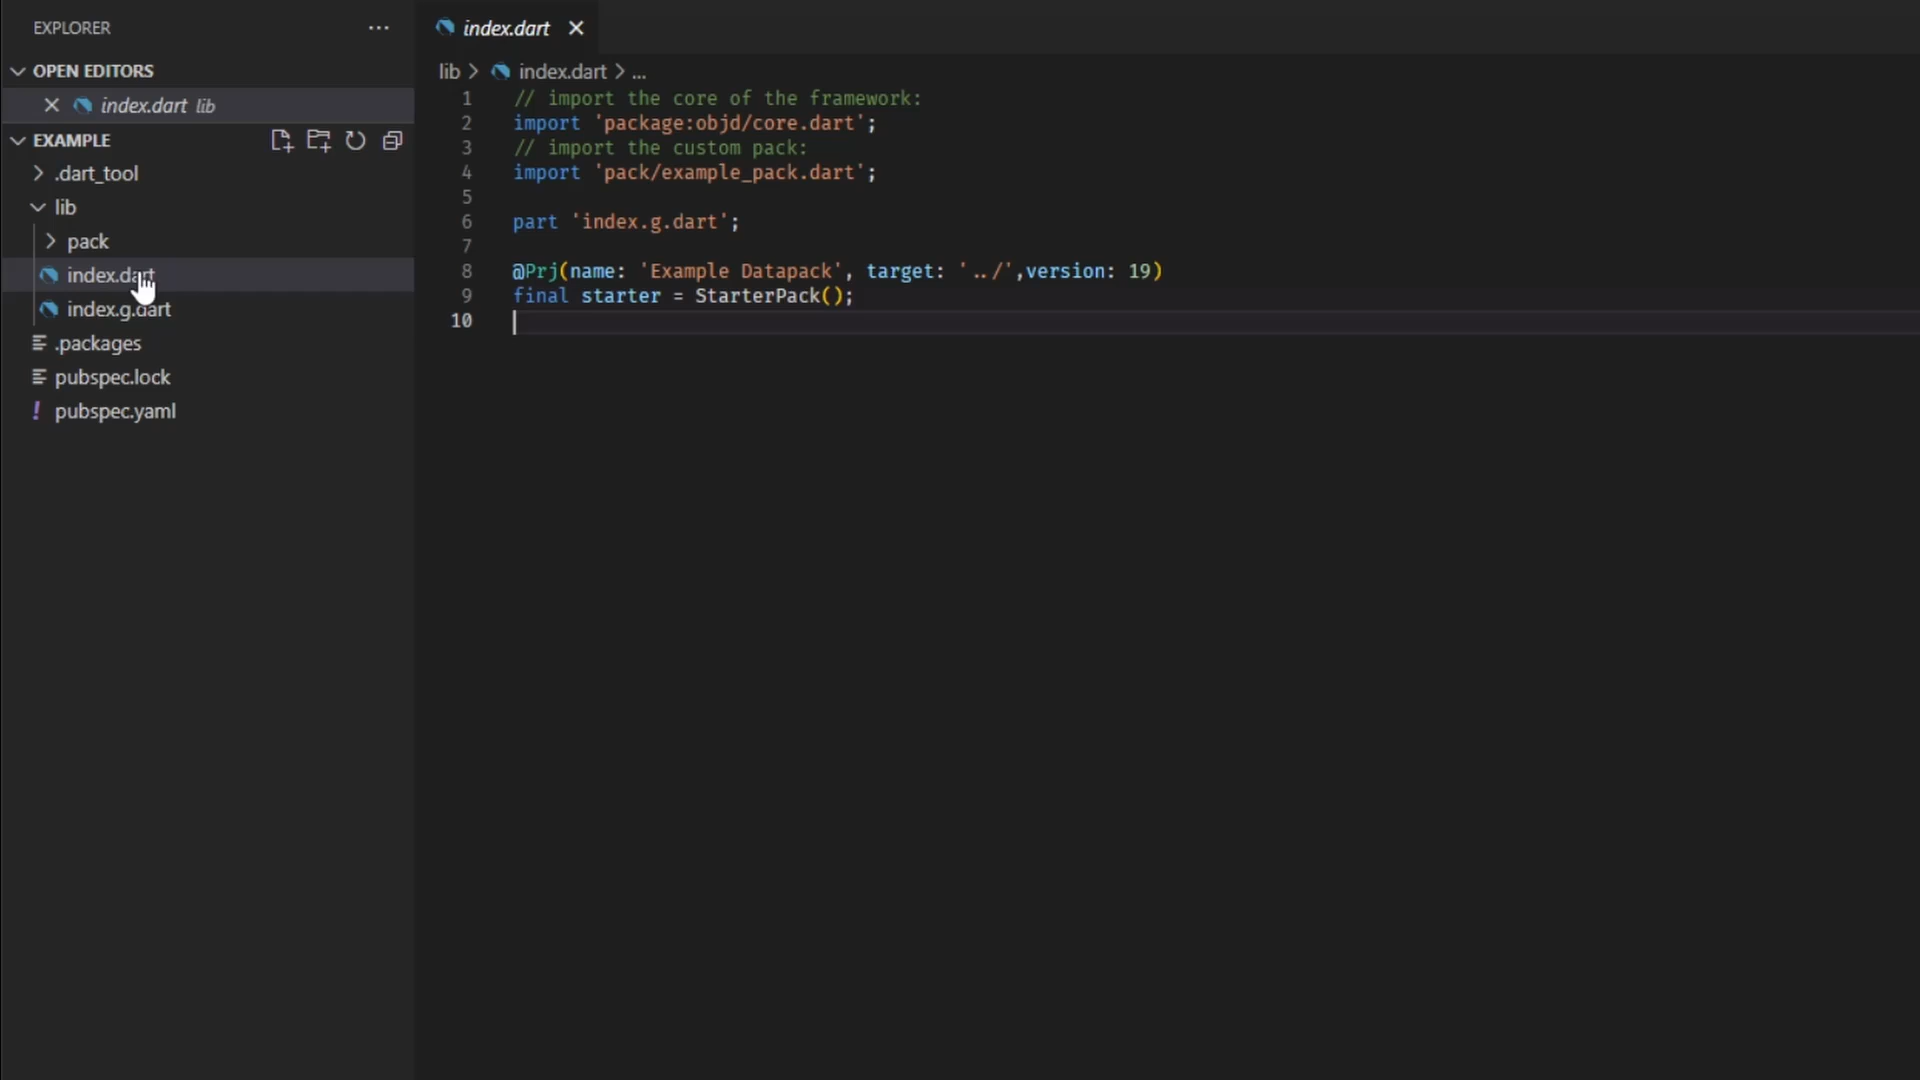 EXPLORER
OPEN EDITORS
index.dart lib
EXAMPLE
.dart_tool
lib
pack
index.dart
index.g.dart
.packages
pubspec.lock
! pubspec.yaml
index.dart
lib > index.dart > ...
1 // import the core of the framework:
2 import 'package:objd/core.dart';
3 // import the custom pack:
4 import 'pack/example_pack.dart';
5
6 part 'index.g.dart';
7
8 @Prj(name: 'Example Datapack', target: '../',version: 19)
9 final starter = StarterPack();
10